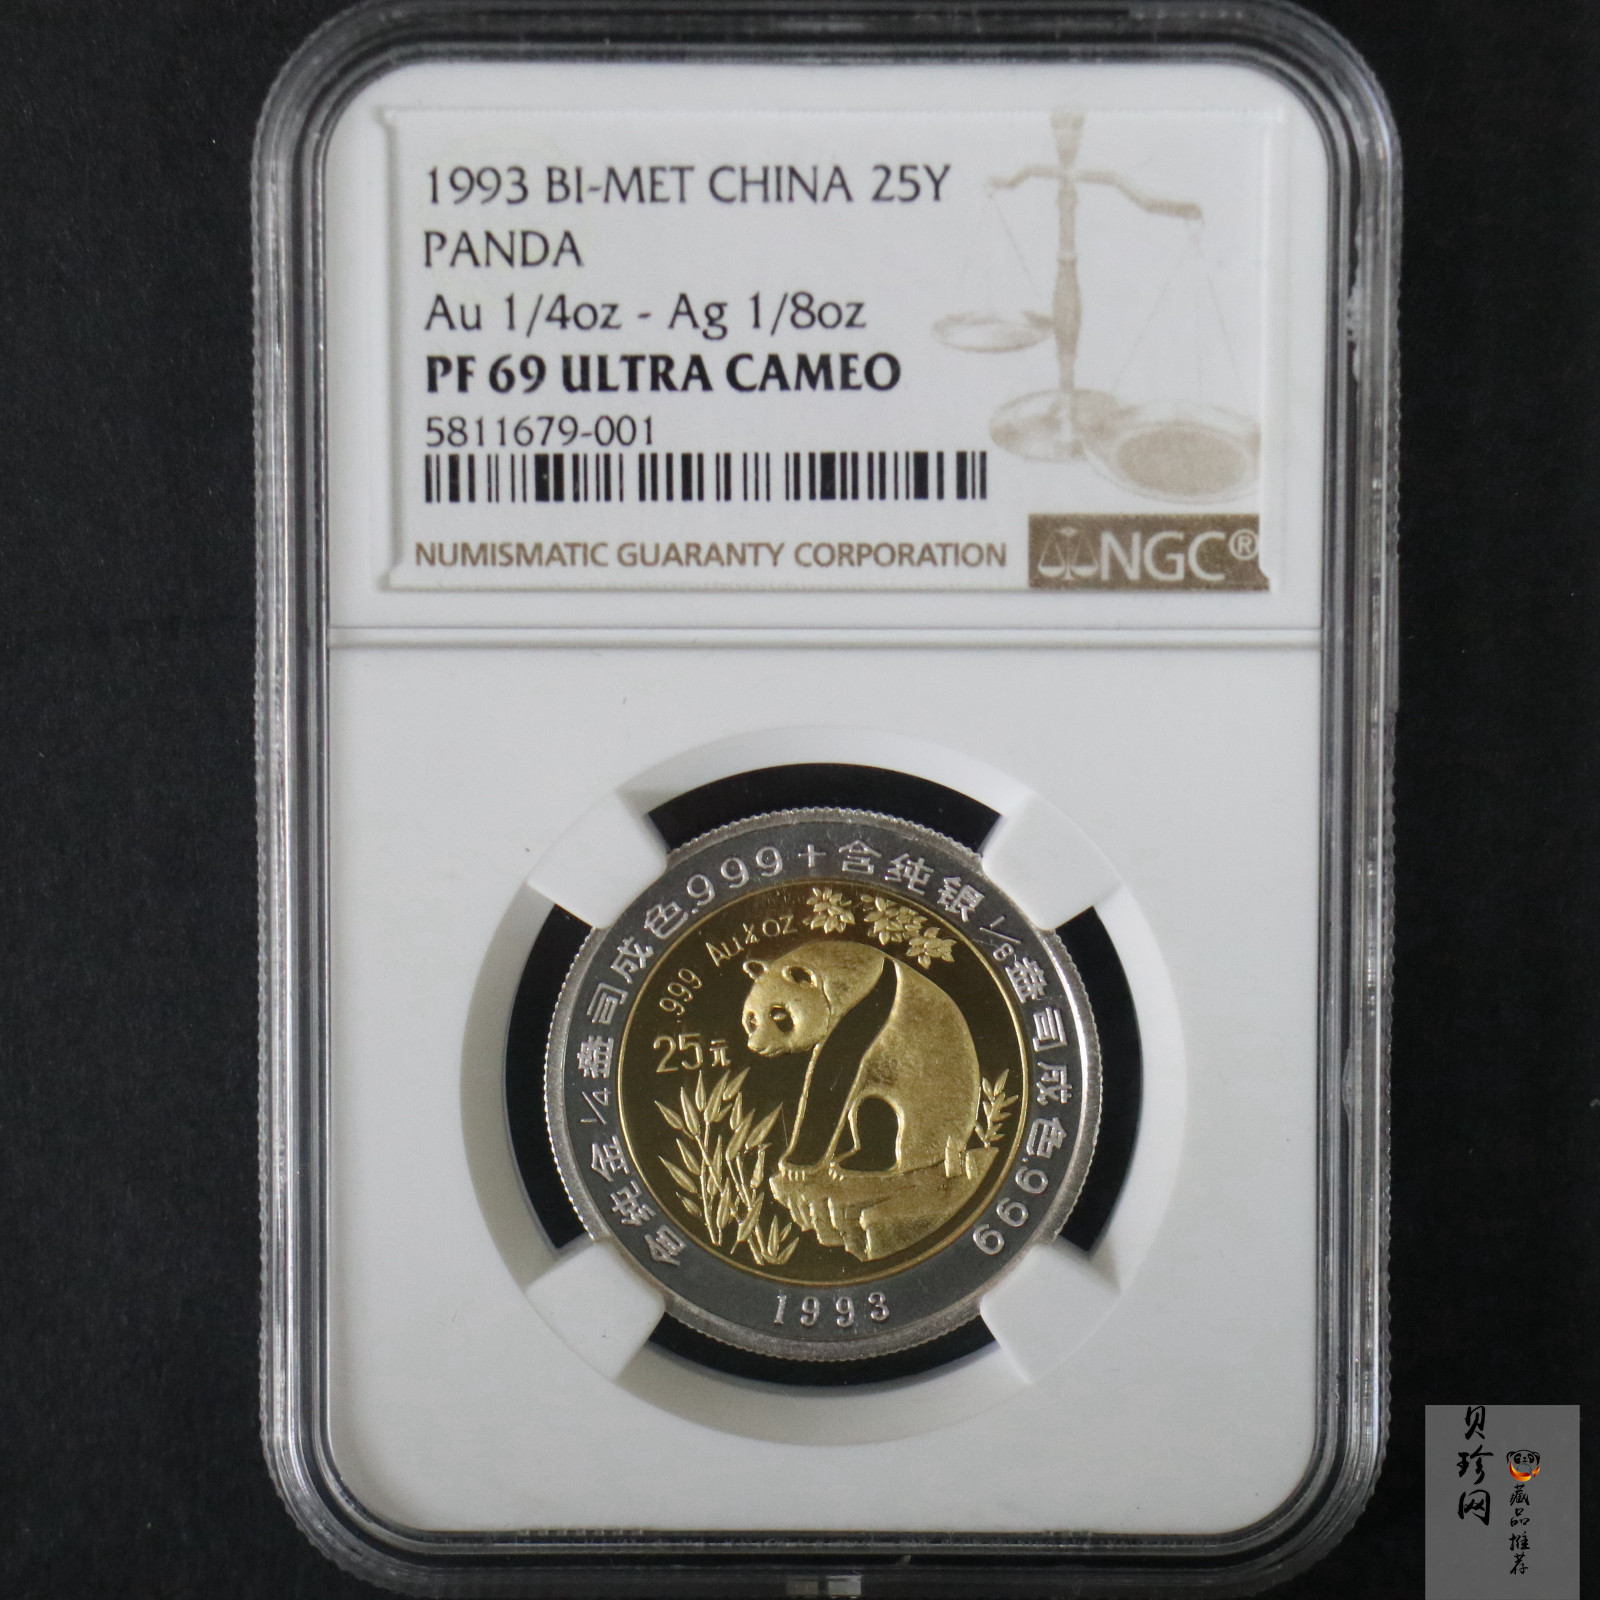 1993 BI-MET CHINA 25Y
PANDA
Au 1/4oz - Ag 1/8oz
PF 69 ULTRA CAMEO
5811679-001
NUMISMATIC GUARANTY CORPORATION
NGC®
含纯金1/4盎司成色.999+含纯银1/8盎司成色.999
.999 Au¼oz
25元
1993
贝珍网
藏品推荐